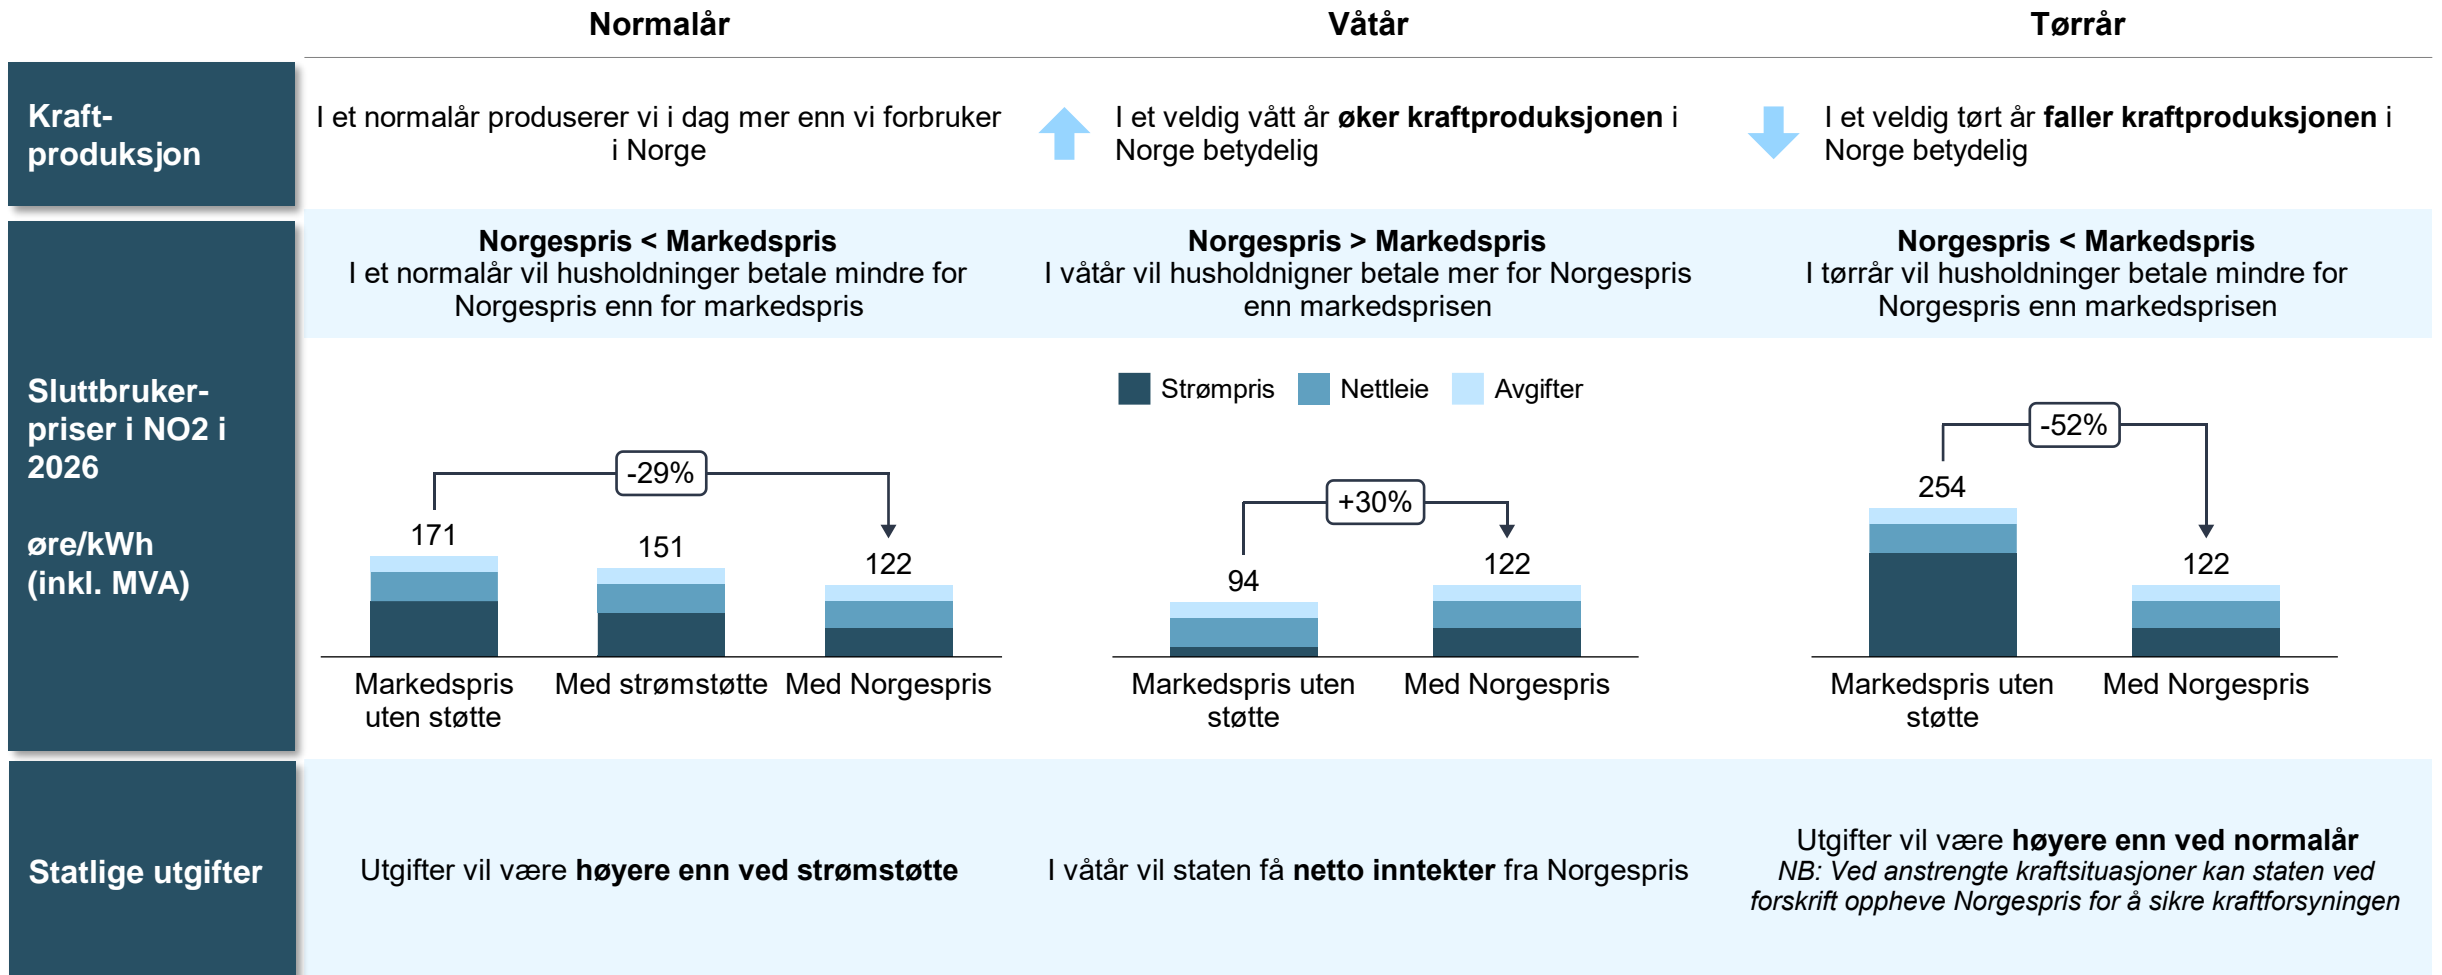 Normalår
Våtår
Tørrår
Kraft-
produksjon
I et normalår produserer vi i dag mer enn vi forbruker
i Norge
I et veldig vått år øker kraftproduksjonen i
Norge betydelig
I et veldig tørt år faller kraftproduksjonen i
Norge betydelig
Sluttbruker-
priser i NO2 i
2026
øre/kWh
(inkl. MVA)
Norgespris < Markedspris
I et normalår vil husholdninger betale mindre for
Norgespris enn for markedspris
Norgespris > Markedspris
I våtår vil husholdnigner betale mer for Norgespris
enn markedsprisen
Norgespris < Markedspris
I tørrår vil husholdninger betale mindre for
Norgespris enn markedsprisen
Strømpris
Nettleie
Avgifter
-29%
171
151
122
Markedspris
uten støtte
Med strømstøtte
Med Norgespris
+30%
94
122
Markedspris uten
støtte
Med Norgespris
-52%
254
122
Markedspris uten
støtte
Med Norgespris
Statlige utgifter
Utgifter vil være høyere enn ved strømstøtte
I våtår vil staten få netto inntekter fra Norgespris
Utgifter vil være høyere enn ved normalår
NB: Ved anstrengte kraftsituasjoner kan staten ved
forskrift oppheve Norgespris for å sikre kraftforsyningen